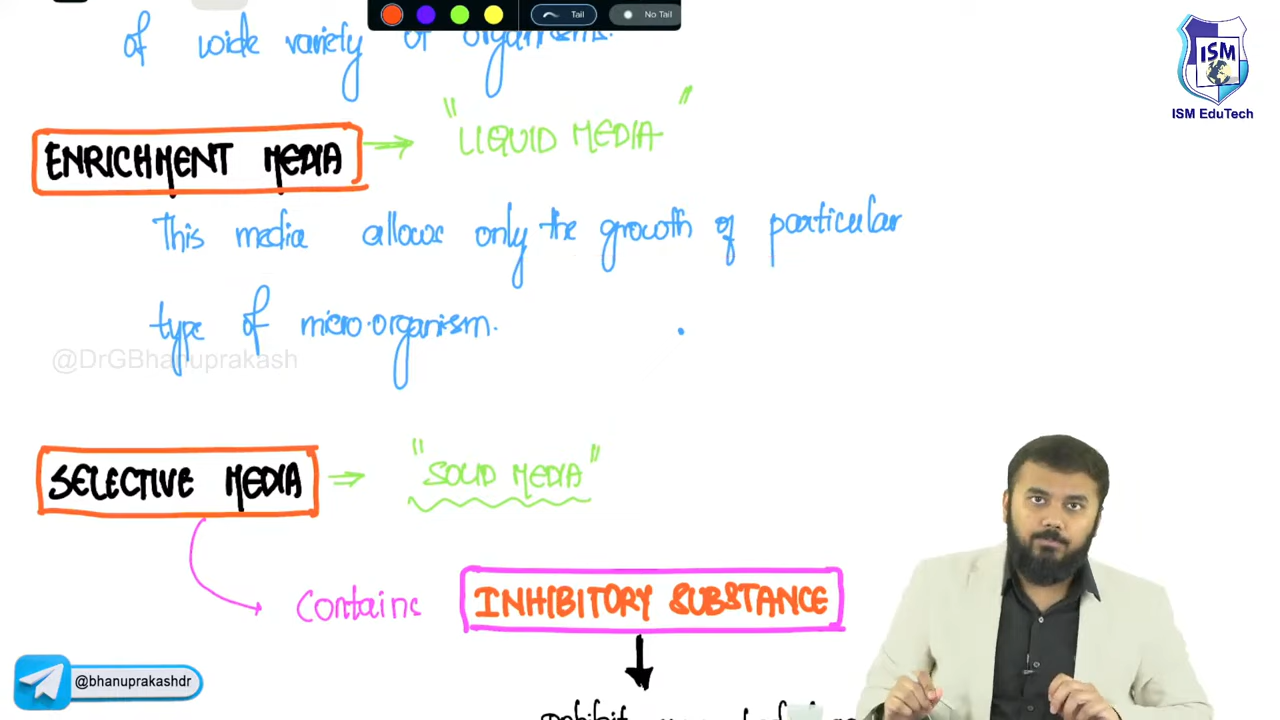 Tail
No Tail
of wide variety of organisms.
ISM
ISM EduTech
ENRICHMENT MEDIA → "LIQUID MEDIA"
This media allows only the growth of particular
type of micro-organism.
@DrGBhanuprakash
SELECTIVE MEDIA ⇒ "SOLID MEDIA"
Contains INHIBITORY SUBSTANCE
@bhanuprakashdr